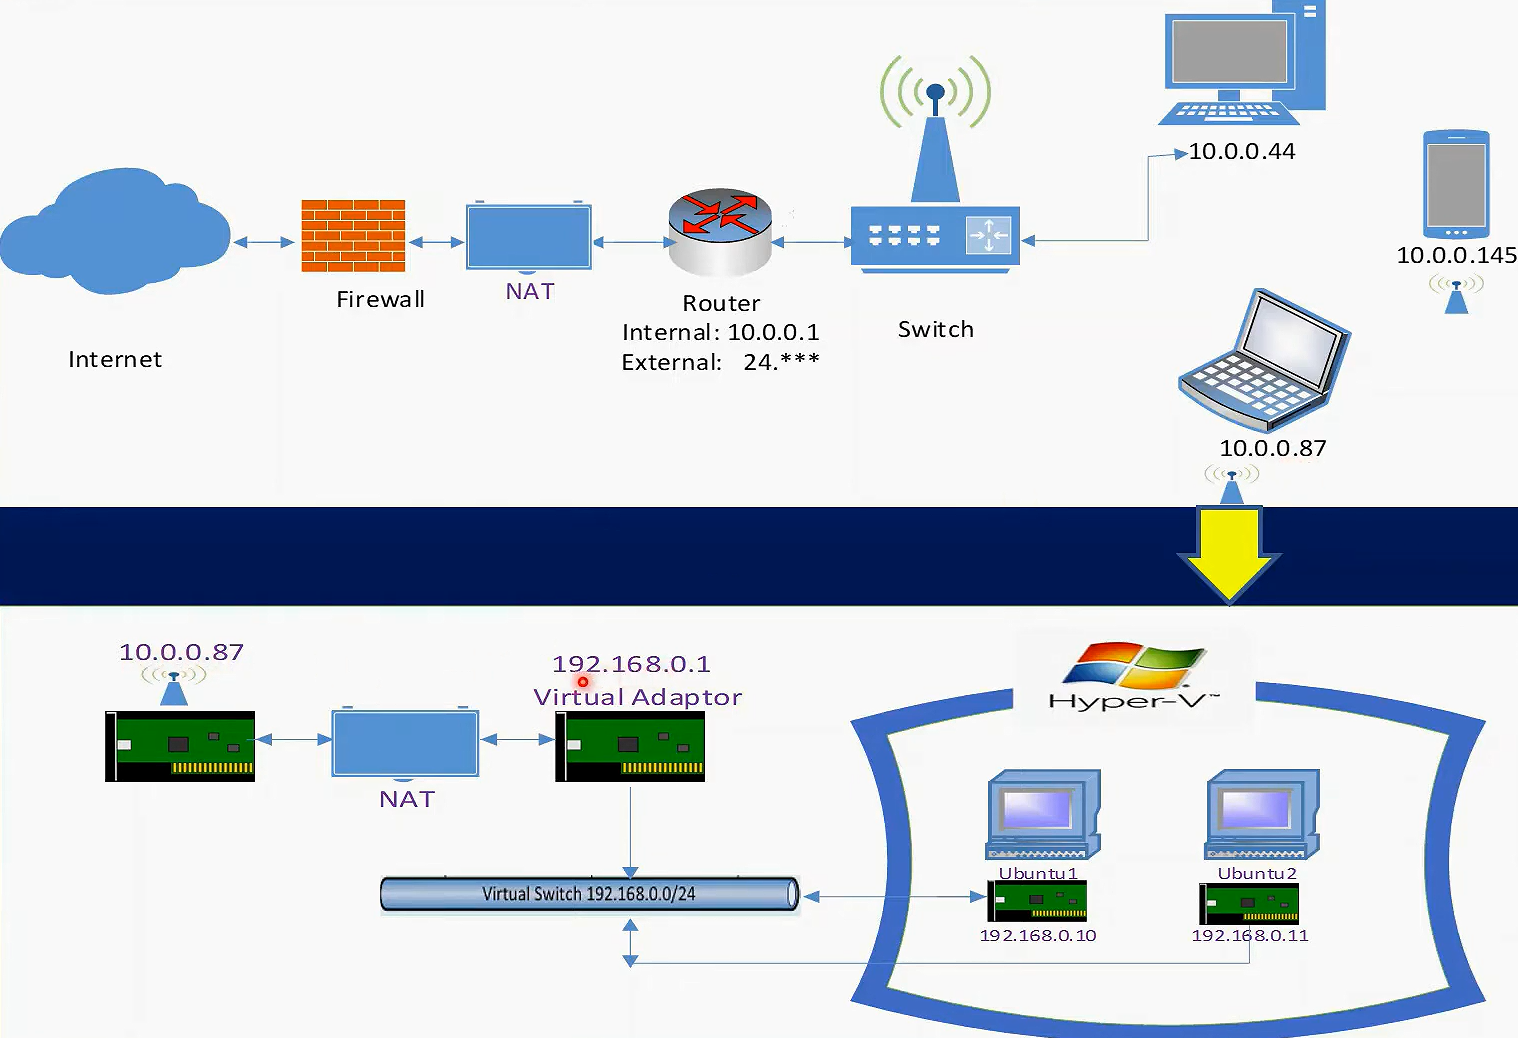 10.0.0.44
10.0.0.145
Firewall
NAT
Router
Internal: 10.0.0.1
External: 24.***
Switch
Internet
10.0.0.87
10.0.0.87
192.168.0.1
Virtual Adaptor
NAT
Hyper-V™
Virtual Switch 192.168.0.0/24
Ubuntu1
192.168.0.10
Ubuntu2
192.168.0.11